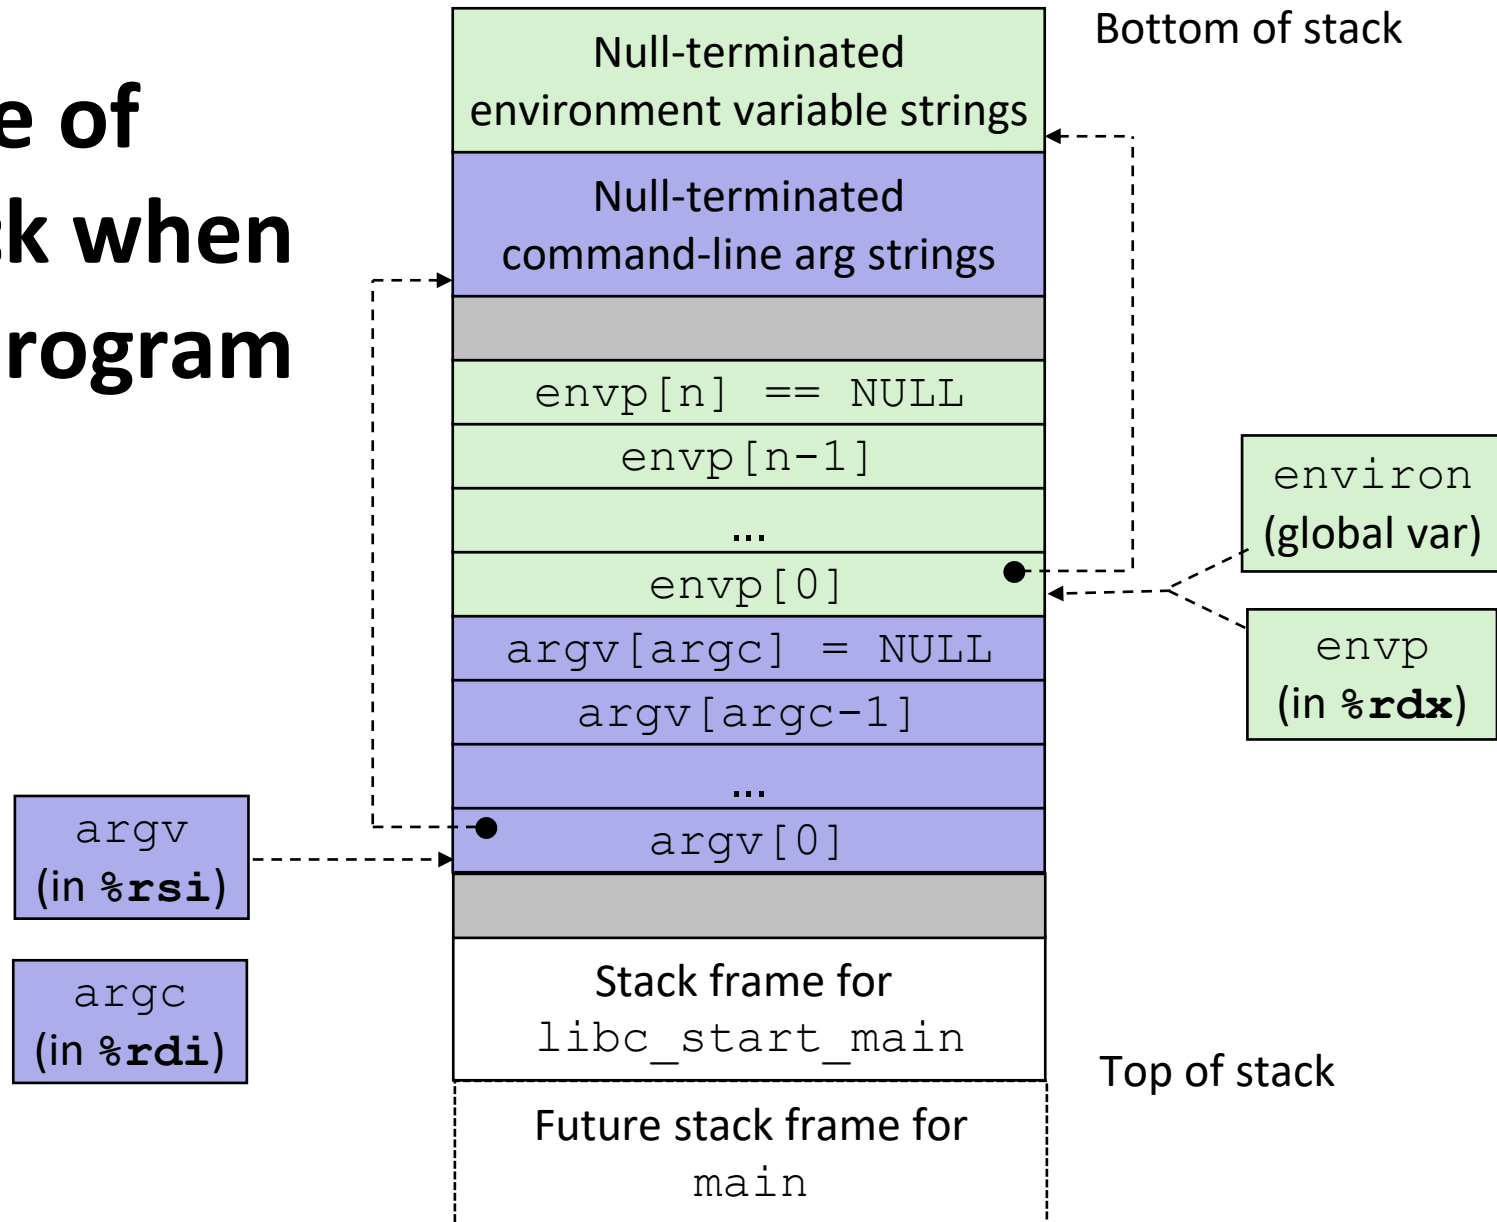 of
when
Bottom of stack
Null-terminated
environment variable strings
Null-terminated
command-line arg strings
envp[n] == NULL
envp[n-1]
...
envp[0]
argv[argc] = NULL
argv[argc-1]
...
argv[0]
environ
(global var)
envp
(in %rdx)
argv
(in %rsi)
argc
(in %rdi)
Stack frame for
libc_start_main
Top of stack
Future stack frame for
main